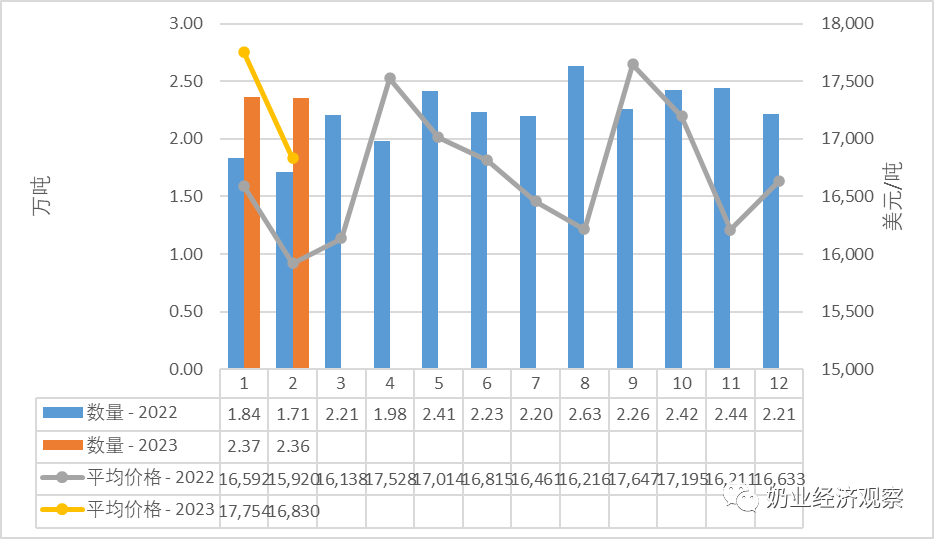 3.00
2.50
2.00
1.50
1.00
0.50
0.00
万吨
18,000
17,500
17,000
16,500
16,000
15,500
15,000
美元/吨
1 2 3 4 5 6 7 8 9 10 11 12
数量 - 2022 1.84 1.71 2.21 1.98 2.41 2.23 2.20 2.63 2.26 2.42 2.44 2.21
数量 - 2023 2.37 2.36
平均价格 - 2022 16,592 15,920 16,138 17,528 17,014 16,815 16,461 16,216 17,647 17,195 16,211 16,633
平均价格 - 2023 17,754 16,830
奶业经济观察